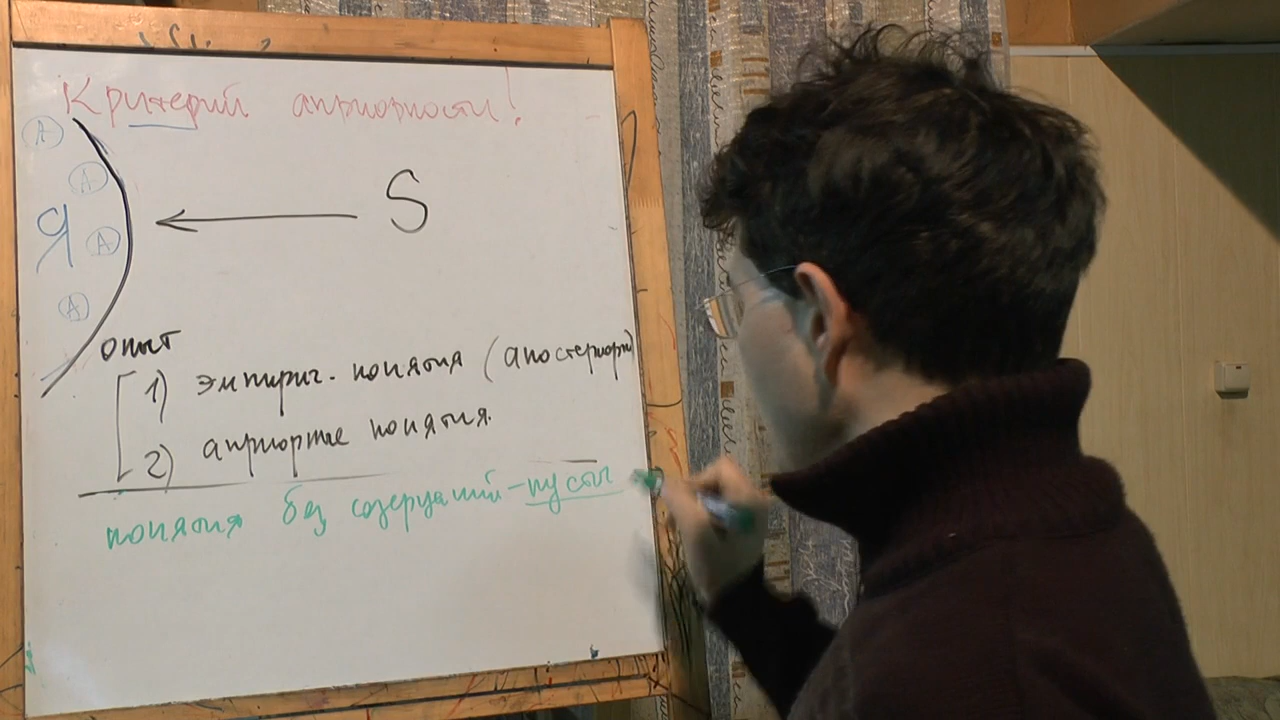 Критерий априорности!
А
А
Я
А
А
S
опыт
1) эмпирич. понятия (апостериорн
2) априорные понятия.
понятия без созерцаний - пусты